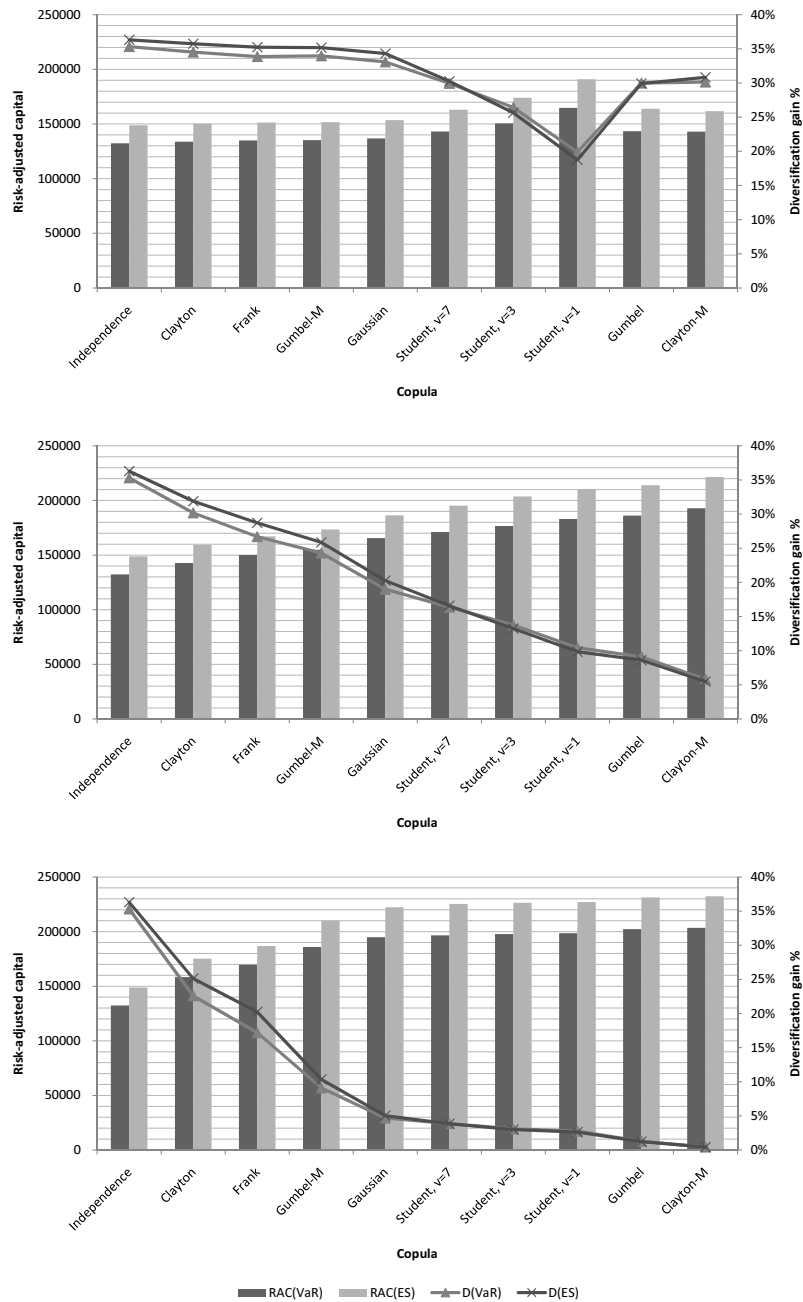 250000
200000
150000
100000
50000
0
Risk-adjusted capital
40%
35%
30%
25%
20%
15%
10%
5%
0%
Diversification gain %
Independence
Clayton
Frank
Gumbel-M
Gaussian
Student, v=7
Student, v=3
Student, v=1
Gumbel
Clayton-M
Copula
250000
200000
150000
100000
50000
0
Risk-adjusted capital
40%
35%
30%
25%
20%
15%
10%
5%
0%
Diversification gain %
Independence
Clayton
Frank
Gumbel-M
Gaussian
Student, v=7
Student, v=3
Student, v=1
Gumbel
Clayton-M
Copula
250000
200000
150000
100000
50000
0
Risk-adjusted capital
40%
35%
30%
25%
20%
15%
10%
5%
0%
Diversification gain %
Independence
Clayton
Frank
Gumbel-M
Gaussian
Student, v=7
Student, v=3
Student, v=1
Gumbel
Clayton-M
Copula
RAC(VaR) RAC(ES) D(VaR) D(ES)